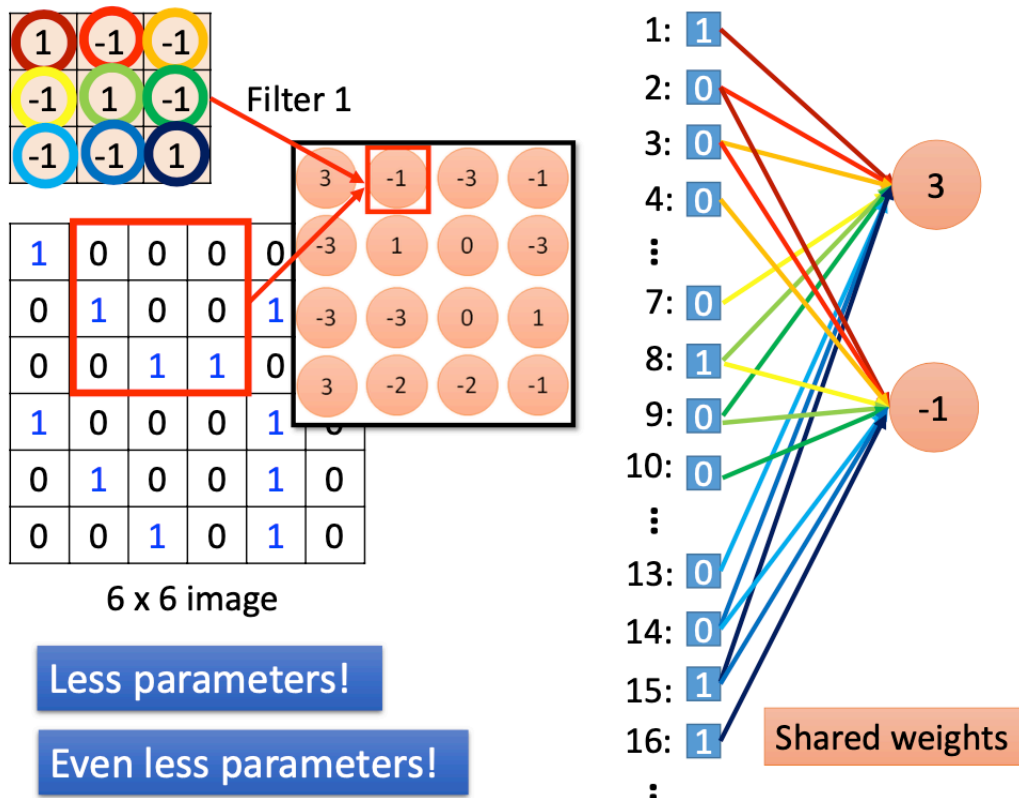 1 -1 -1
-1 1 -1
-1 -1 1
Filter 1
3 -1 -3 -1
-3 1 0 -3
-3 -3 0 1
3 -2 -2 -1
1 0 0 0 0
0 1 0 0 1
0 0 1 1 0
1 0 0 0 1 0
0 1 0 0 1 0
0 0 1 0 1 0
6 x 6 image
Less parameters!
Even less parameters!
1: 1
2: 0
3: 0
4: 0
⋮
7: 0
8: 1
9: 0
10: 0
⋮
13: 0
14: 0
15: 1
16: 1
⋮
3
-1
Shared weights